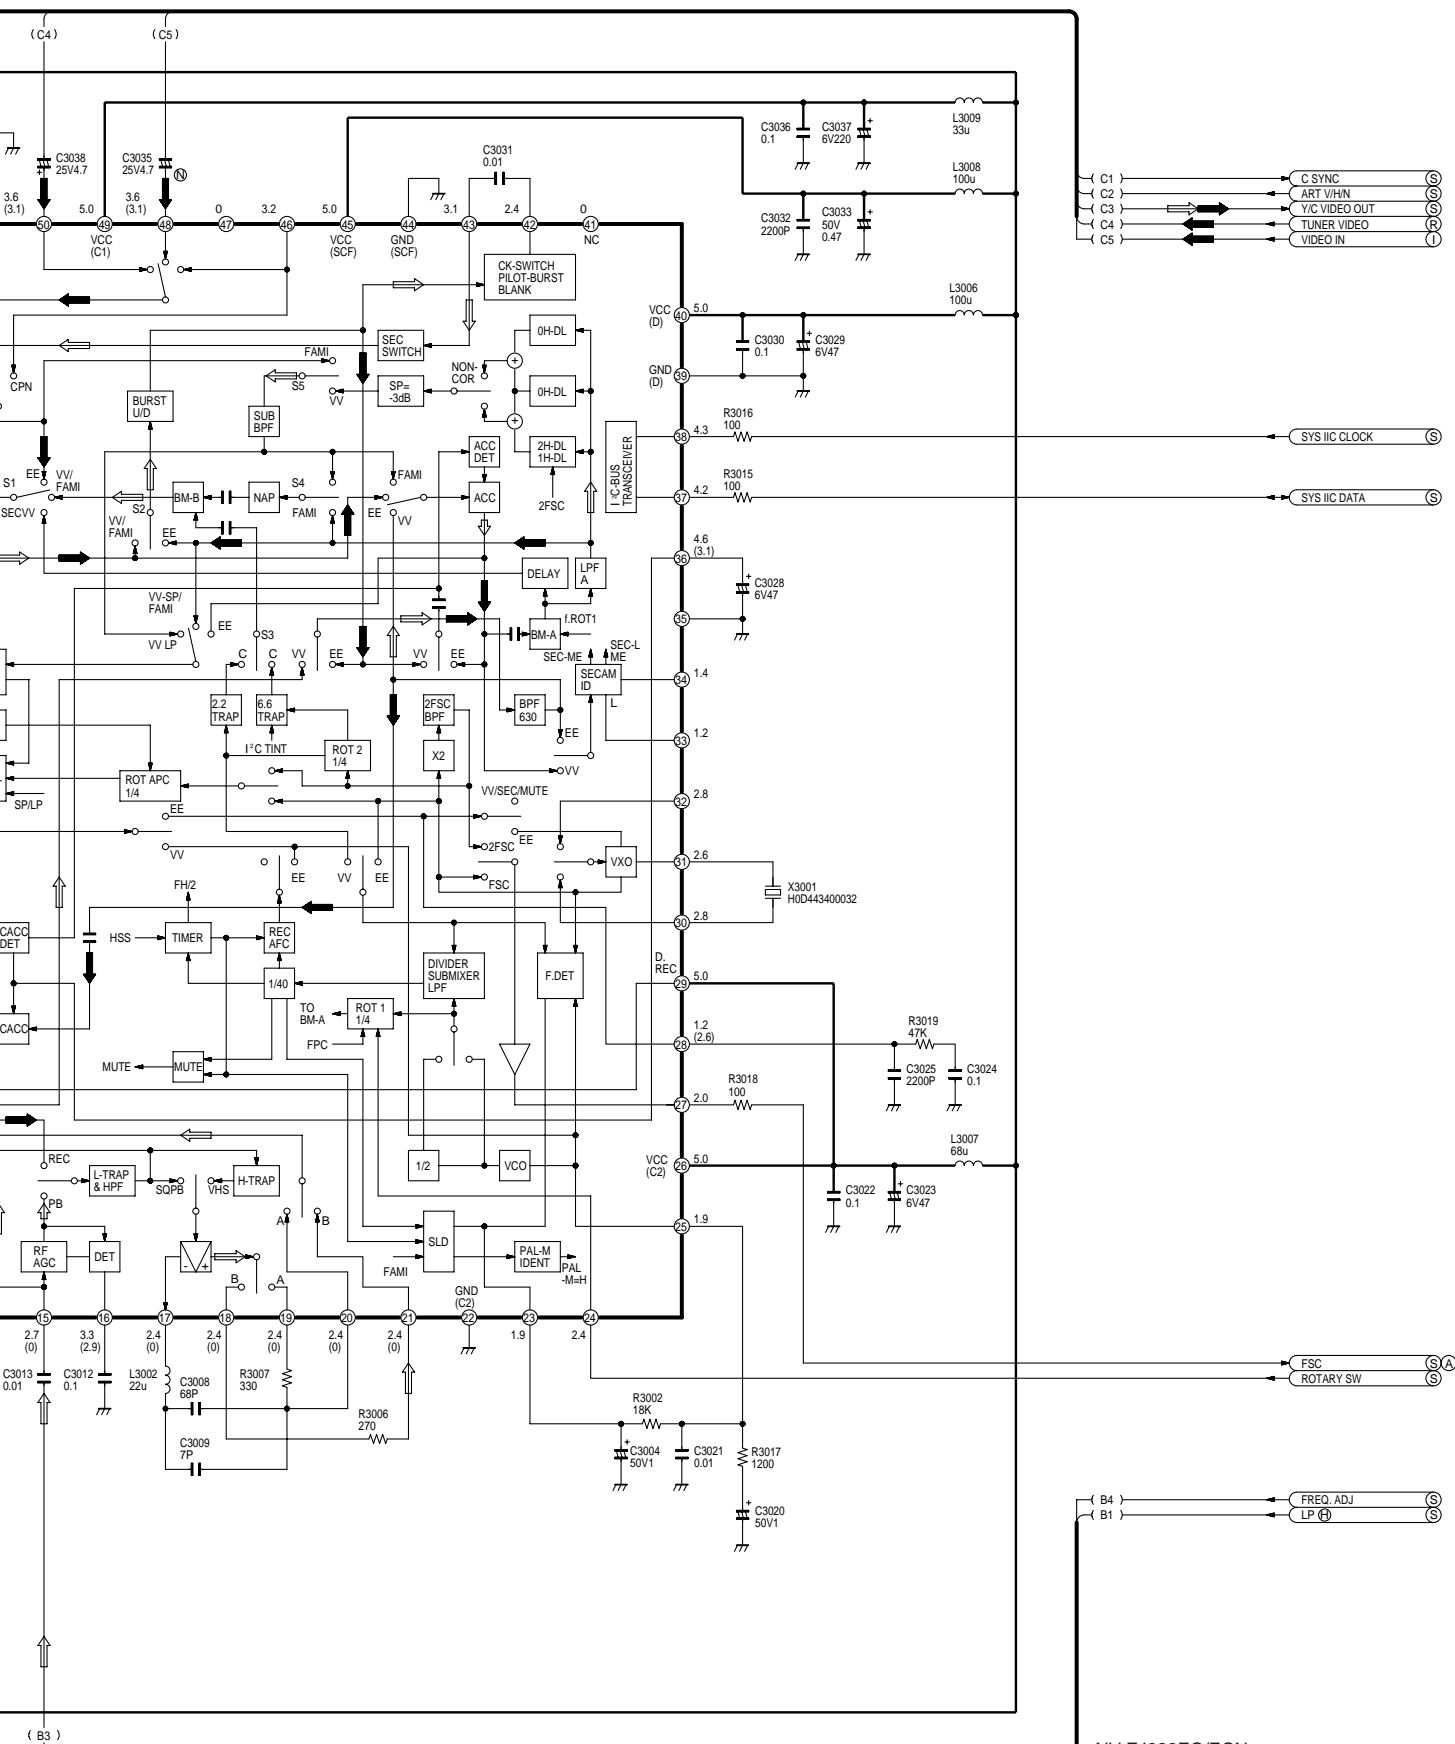 ( C4 )
( C5 )
C3038
25V4.7
C3035
25V4.7
N
C3031
0.01
C3036
0.1
C3037
6V220
L3009
33u
L3008
100u
C3032
2200P
C3033
50V
0.47
( C1 )
C SYNC
S
( C2 )
ART V/H/N
S
( C3 )
Y/C VIDEO OUT
S
( C4 )
TUNER VIDEO
R
( C5 )
VIDEO IN
I
3.6
(3.1)
5.0
3.6
(3.1)
0
3.2
5.0
3.1
2.4
0
50
49
48
47
46
45
44
43
42
41
VCC
(C1)
VCC
(SCF)
GND
(SCF)
NC
CK-SWITCH
PILOT-BURST
BLANK
L3006
100u
VCC
(D)
40
5.0
C3030
0.1
C3029
6V47
GND
(D)
39
0H-DL
SEC
SWITCH
FAMI
NON-
COR
CPN
S5
VV
SP=
-3dB
0H-DL
BURST
U/D
SUB
BPF
ACC
DET
2H-DL
1H-DL
I²C-BUS
TRANSCEIVER
R3016
100
38
4.3
SYS IIC CLOCK
S
S1
EE
VV/
FAMI
SECVV
S2
BM-B
NAP
S4
FAMI
FAMI
EE
VV
ACC
2FSC
R3015
100
37
4.2
SYS IIC DATA
S
VV/
FAMI
EE
4.6
(3.1)
36
C3028
6V47
DELAY
LPF
A
VV-SP/
FAMI
EE
VV LP
S3
f.ROT1
BM-A
35
C
C
VV
EE
VV
EE
SEC-ME
SEC-L
ME
SECAM
ID
L
34
1.4
2.2
TRAP
6.6
TRAP
2FSC
BPF
BPF
630
EE
33
1.2
I²C TINT
ROT 2
1/4
X2
VV
ROT APC
1/4
SP/LP
VV/SEC/MUTE
32
2.8
EE
VV
EE
VV
EE
2FSC
EE
FSC
VXO
31
2.6
X3001
H0D443400032
FH/2
30
2.8
CACC
DET
HSS
TIMER
REC
AFC
1/40
DIVIDER
SUBMIXER
LPF
F.DET
D.
REC
29
5.0
CACC
TO
BM-A
ROT 1
1/4
FPC
1.2
(2.6)
28
R3019
47K
C3025
2200P
C3024
0.1
MUTE
MUTE
R3018
100
27
2.0
REC
L-TRAP
& HPF
SQPB
VHS
H-TRAP
1/2
VCO
VCC
(C2)
26
5.0
L3007
68u
C3022
0.1
C3023
6V47
PB
A
B
25
1.9
RF
AGC
DET
- +
B
A
SLD
FAMI
PAL-M
IDENT
PAL
-M=H
GND
(C2)
15
16
17
18
19
20
21
22
23
24
2.7
(0)
3.3
(2.9)
2.4
(0)
2.4
(0)
2.4
(0)
2.4
(0)
2.4
(0)
1.9
2.4
C3013
0.01
C3012
0.1
L3002
22u
C3008
68P
R3007
330
FSC
S
A
ROTARY SW
S
R3006
270
C3009
7P
R3002
18K
C3004
50V1
C3021
0.01
R3017
1200
C3020
50V1
( B4 )
FREQ. ADJ
S
( B1 )
LP H
S
( B3 )